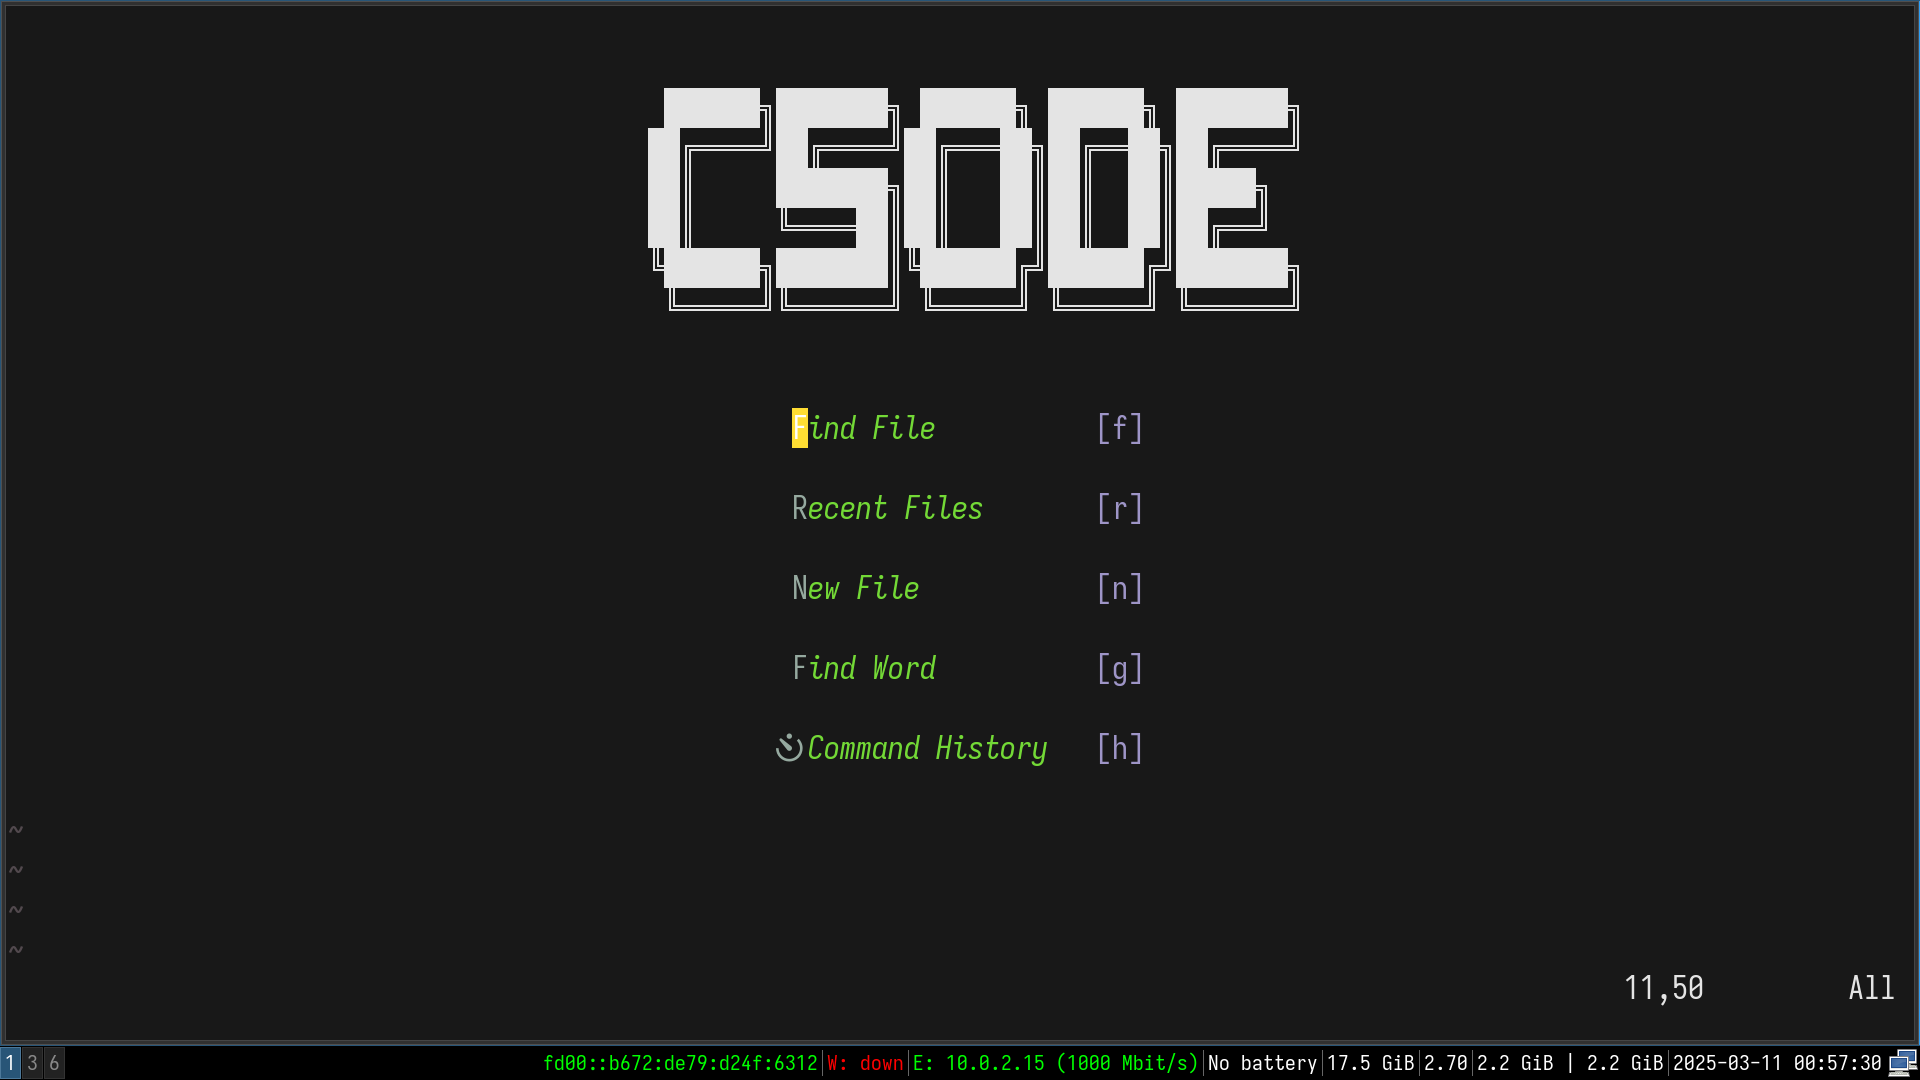 CSODE
Find File [f]
Recent Files [r]
New File [n]
Find Word [g]
Command History [h]
~
~
~
~
11,50 All
1 3 6 fd00::b672:de79:d24f:6312|W: down|E: 10.0.2.15 (1000 Mbit/s)|No battery|17.5 GiB|2.70|2.2 GiB | 2.2 GiB|2025-03-11 00:57:30